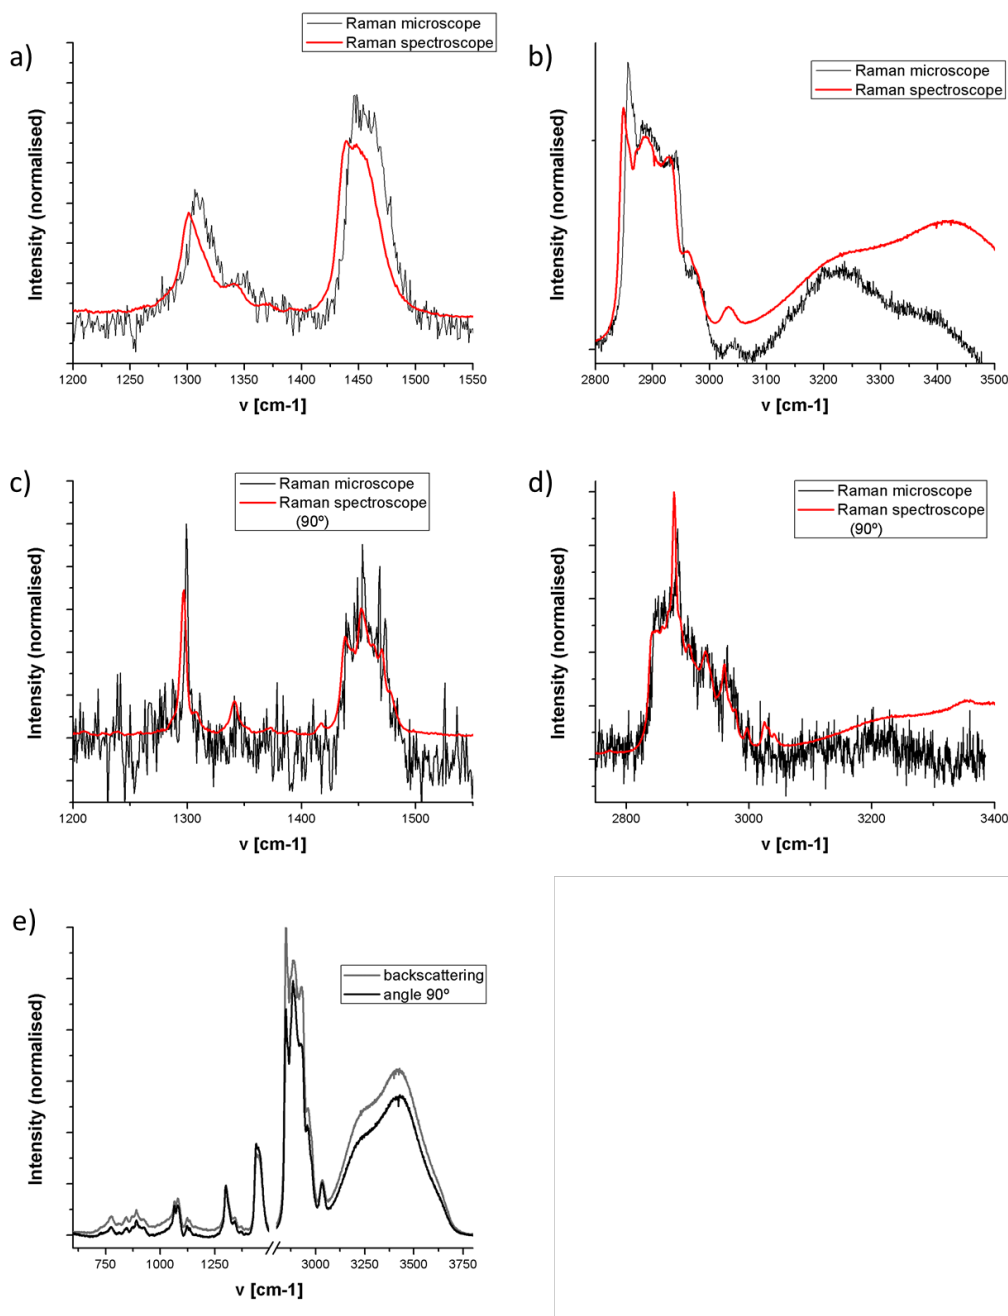 Raman microscope
Raman spectroscope
a)
Intensity (normalised)
1200 1250 1300 1350 1400 1450 1500 1550
v [cm-1]
b)
Raman microscope
Raman spectroscope
Intensity (normalised)
2800 2900 3000 3100 3200 3300 3400 3500
v [cm-1]
c)
Raman microscope
Raman spectroscope
(90º)
Intensity (normalised)
1200 1300 1400 1500
v [cm-1]
d)
Raman microscope
Raman spectroscope
(90º)
Intensity (normalised)
2800 3000 3200 3400
v [cm-1]
e)
backscattering
angle 90º
Intensity (normalised)
750 1000 1250 3000 3250 3500 3750
v [cm-1]